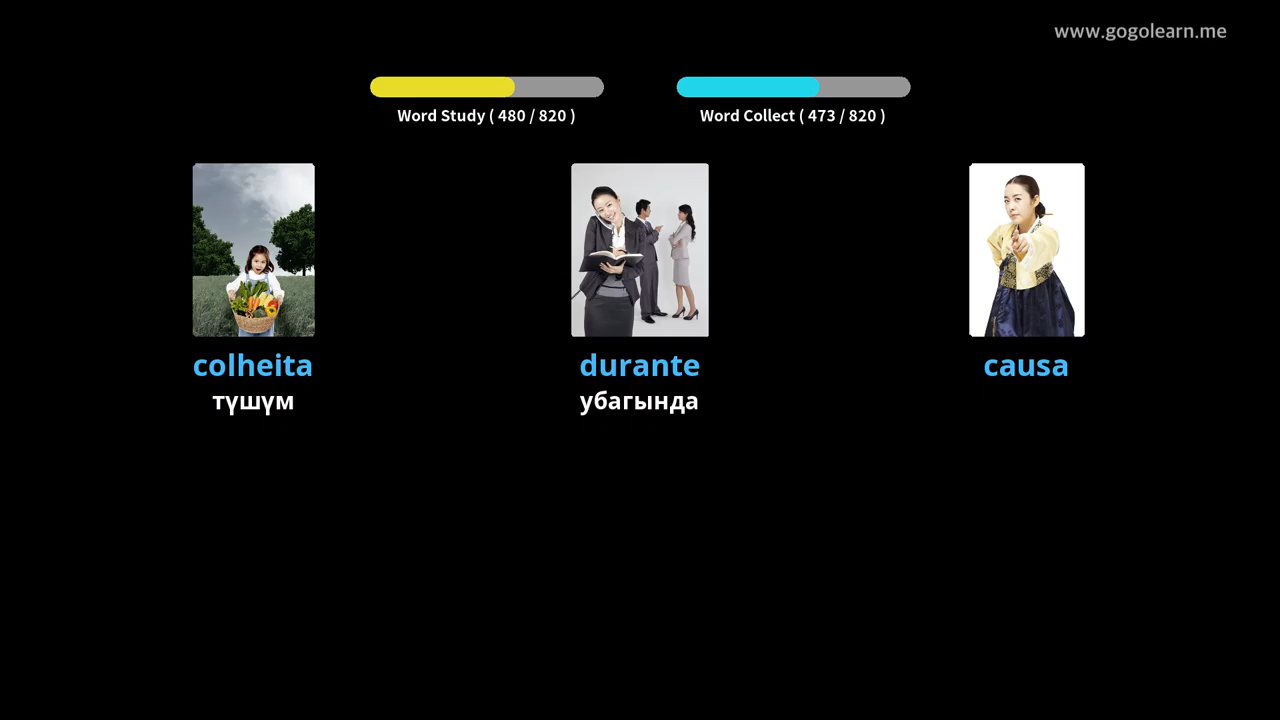 www.gogolearn.me
Word Study ( 480 / 820 )
Word Collect ( 473 / 820 )
colheita
түшүм
durante
убагында
causa